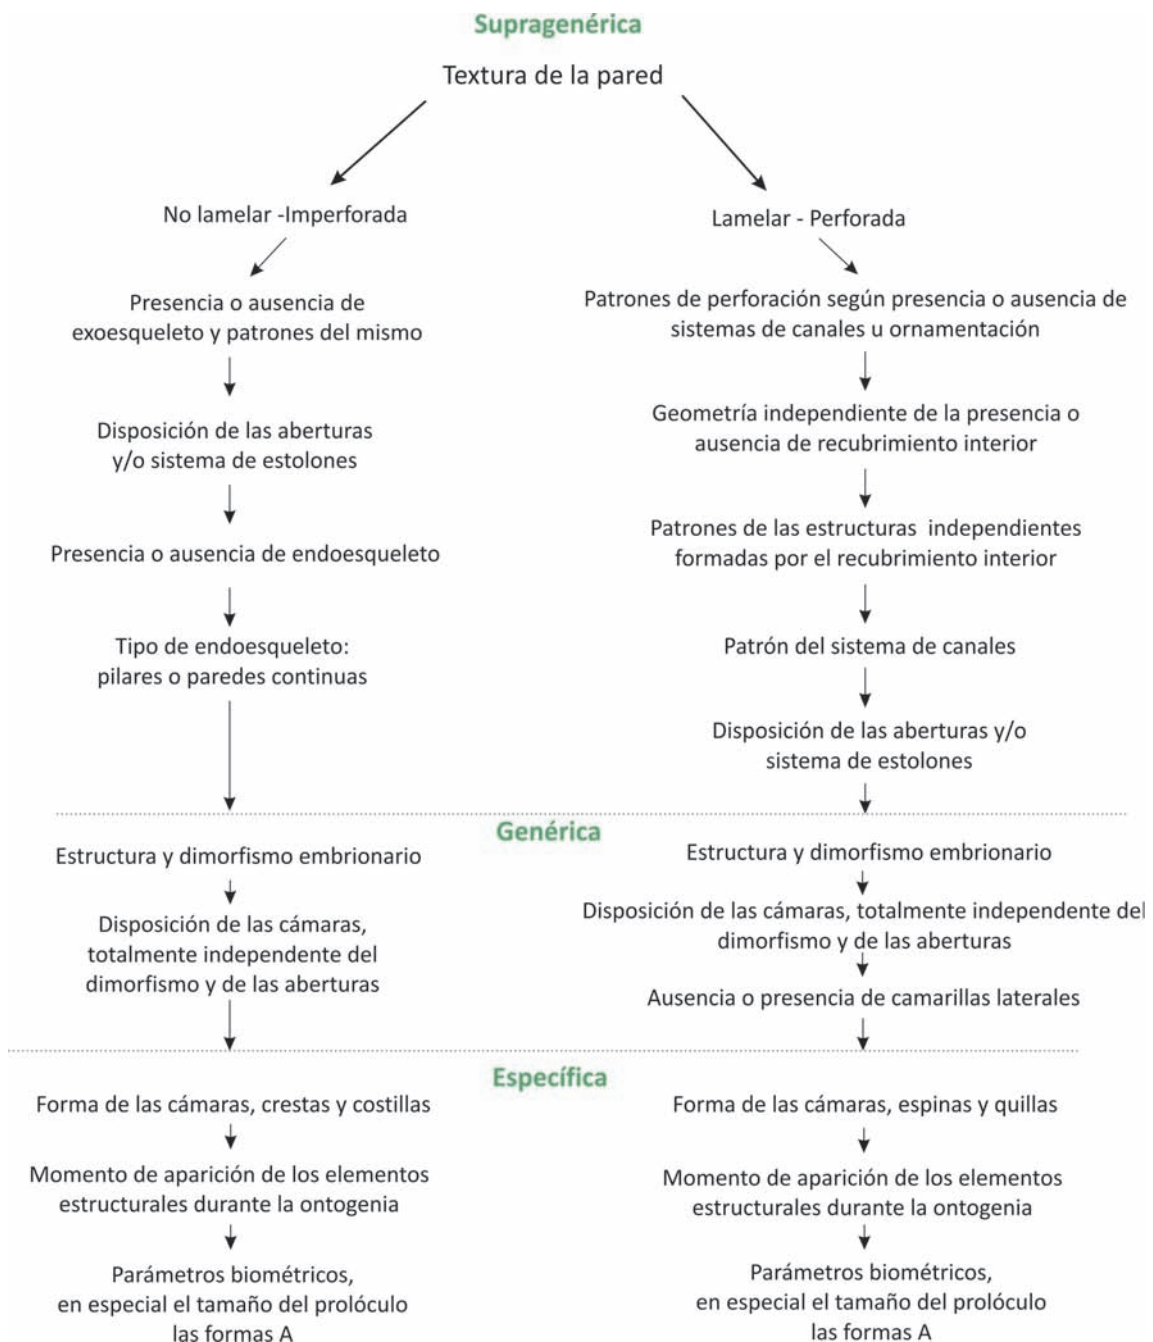 Supragenérica
Textura de la pared
No lamelar -Imperforada
Presencia o ausencia de
exoesqueleto y patrones del mismo
Disposición de las aberturas
y/o sistema de estolones
Presencia o ausencia de endoesqueleto
Tipo de endoesqueleto:
pilares o paredes continuas
Lamelar - Perforada
Patrones de perforación según presencia o ausencia de
sistemas de canales u ornamentación
Geometría independiente de la presencia o
ausencia de recubrimiento interior
Patrones de las estructuras independientes
formadas por el recubrimiento interior
Patrón del sistema de canales
Disposición de las aberturas y/o
sistema de estolones
Genérica
Estructura y dimorfismo embrionario
Disposición de las cámaras,
totalmente independente del
dimorfismo y de las aberturas
Estructura y dimorfismo embrionario
Disposición de las cámaras, totalmente independente del
dimorfismo y de las aberturas
Ausencia o presencia de camarillas laterales
Específica
Forma de las cámaras, crestas y costillas
Momento de aparición de los elementos
estructurales durante la ontogenia
Parámetros biométricos,
en especial el tamaño del prolóculo
las formas A
Forma de las cámaras, espinas y quillas
Momento de aparición de los elementos
estructurales durante la ontogenia
Parámetros biométricos,
en especial el tamaño del prolóculo
las formas A